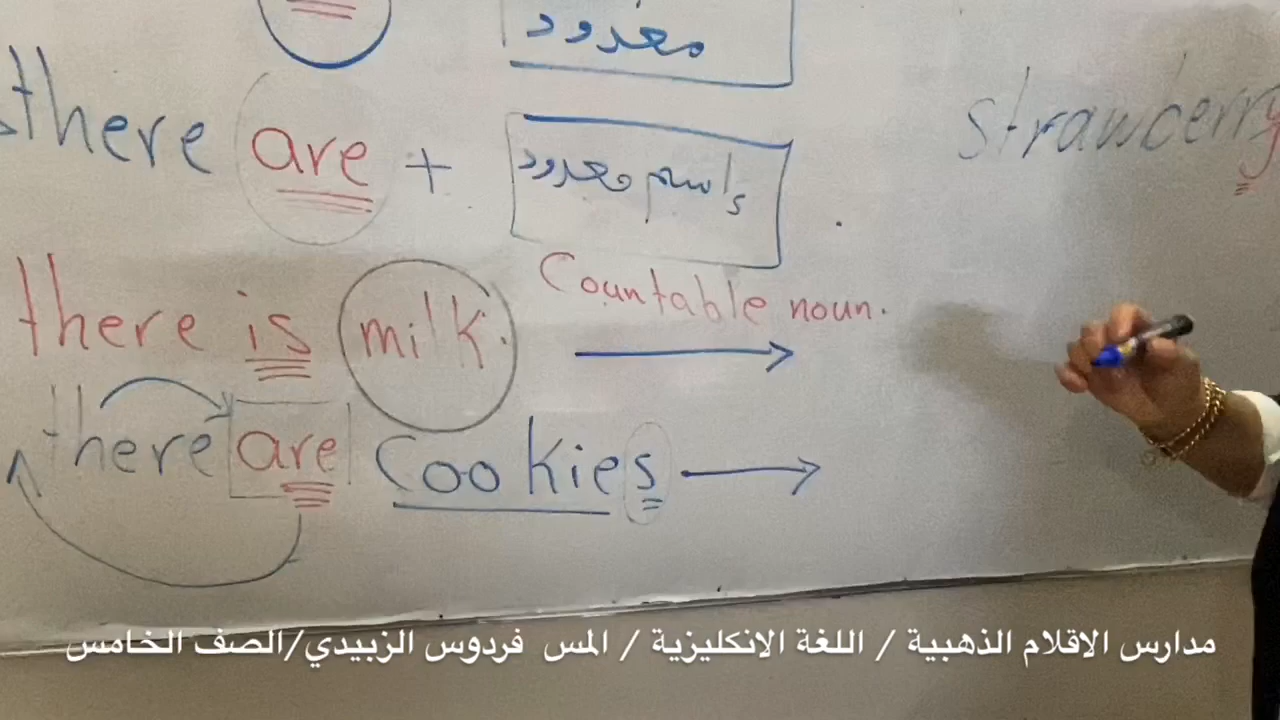 معدود
there are + اسم معدود
strawberry
Countable noun.
there is milk.
there are Cookies
مدارس الاقلام الذهبية / اللغة الانكليزية / المس فردوس الزبيدي/الصف الخامس